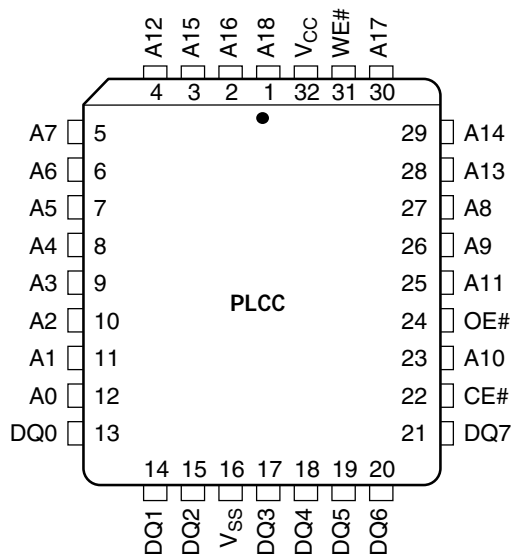 A12 A15 A16 A18 VCC WE# A17
4 3 2 1 32 31 30
A7 5 29 A14
A6 6 28 A13
A5 7 27 A8
A4 8 26 A9
A3 9 25 A11
PLCC
A2 10 24 OE#
A1 11 23 A10
A0 12 22 CE#
DQ0 13 21 DQ7
14 15 16 17 18 19 20
DQ1 DQ2 VSS DQ3 DQ4 DQ5 DQ6